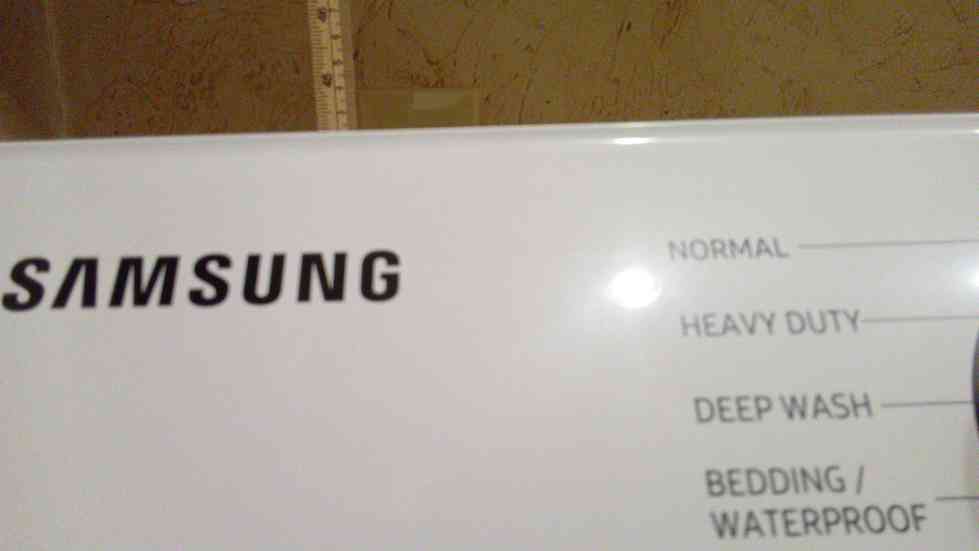 SAMSUNG
NORMAL
HEAVY DUTY
DEEP WASH
BEDDING /
WATERPROOF